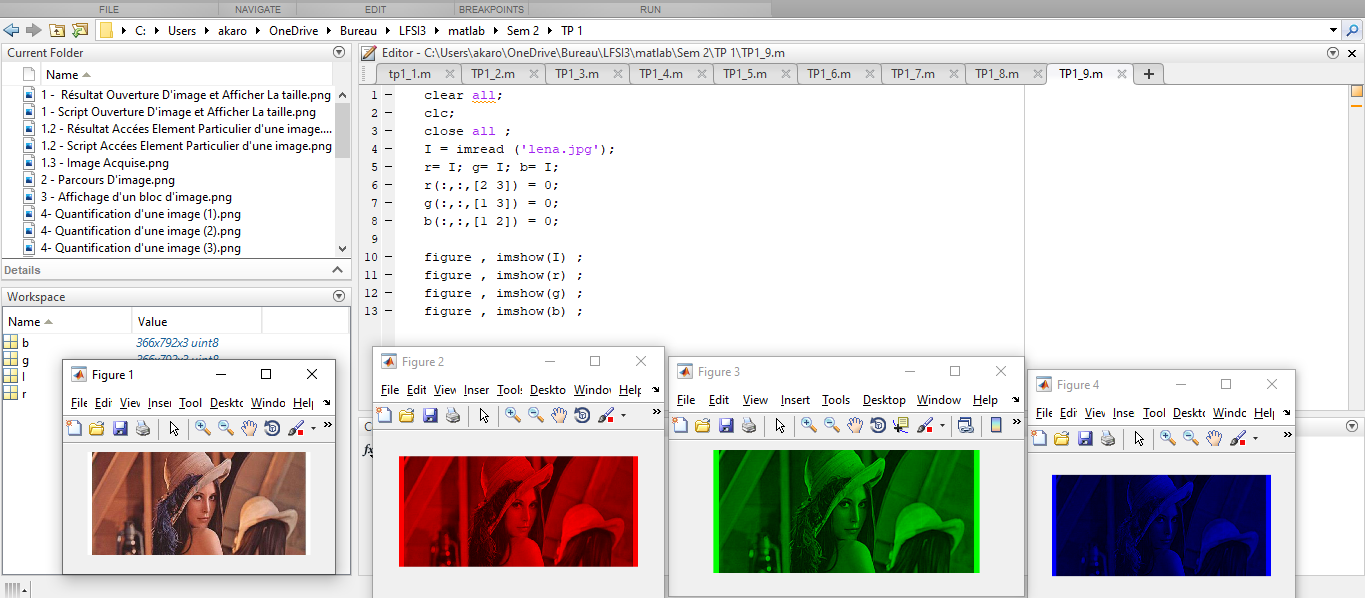 FILE NAVIGATE EDIT BREAKPOINTS RUN
C: Users akaro OneDrive Bureau LFSI3 matlab Sem 2 TP 1
Current Folder
Name
1 - Résultat Ouverture D'image et Afficher La taille.png
1 - Script Ouverture D'image et Afficher La taille.png
1.2 - Résultat Accées Element Particulier d'une image....
1.2 - Script Accées Element Particulier d'une image.png
1.3 - Image Acquise.png
2 - Parcours D'image.png
3 - Affichage d'un bloc d'image.png
4- Quantification d'une image (1).png
4- Quantification d'une image (2).png
4- Quantification d'une image (3).png
Details
Workspace
Name Value
b 366x792x3 uint8
g 366x792x3 uint8
I
r
Editor - C:\Users\akaro\OneDrive\Bureau\LFSI3\matlab\Sem 2\TP 1\TP1_9.m
tp1_1.m TP1_2.m TP1_3.m TP1_4.m TP1_5.m TP1_6.m TP1_7.m TP1_8.m TP1_9.m
1 – clear all;
2 – clc;
3 – close all ;
4 – I = imread ('lena.jpg');
5 – r= I; g= I; b= I;
6 – r(:,:,[2 3]) = 0;
7 – g(:,:,[1 3]) = 0;
8 – b(:,:,[1 2]) = 0;
9
10 – figure , imshow(I) ;
11 – figure , imshow(r) ;
12 – figure , imshow(g) ;
13 – figure , imshow(b) ;
C
fx
Figure 1
File Edi Viev Inser Tool Deskto Windo Help
Figure 2
File Edit View Inser Tools Deskto Window Help
Figure 3
File Edit View Insert Tools Desktop Window Help
Figure 4
File Edi Viev Inse Tool Deskt Windc Help